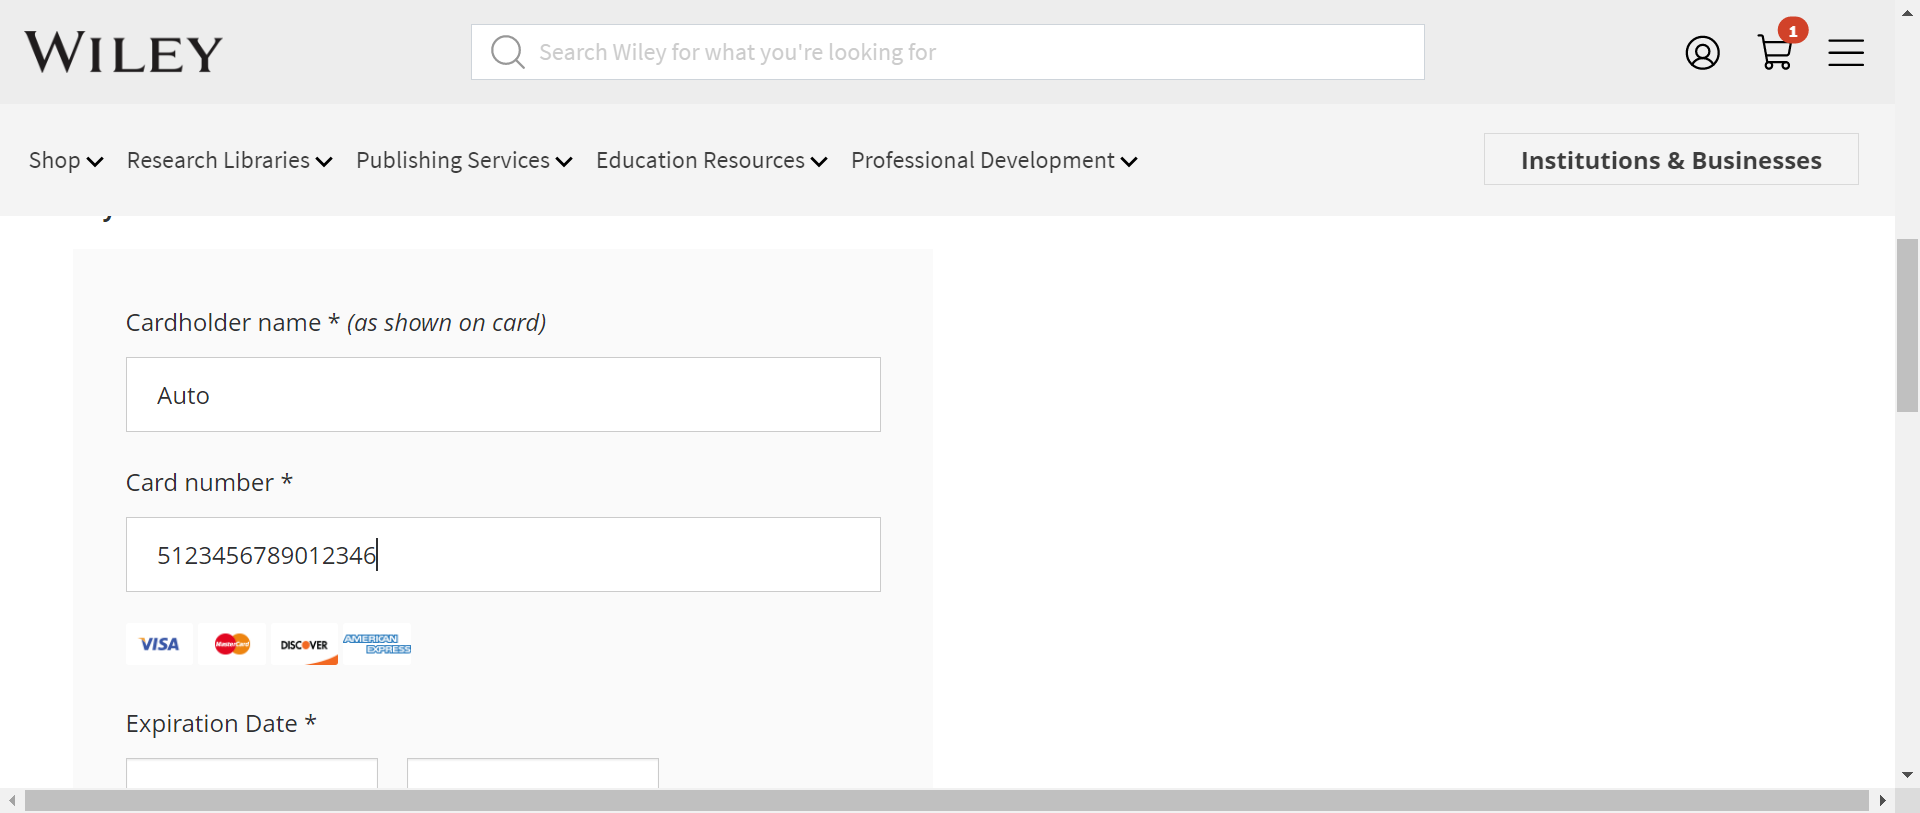 WILEY
Search Wiley for what you're looking for
1
Shop Research Libraries Publishing Services Education Resources Professional Development
Institutions & Businesses
Cardholder name * (as shown on card)
Auto
Card number *
5123456789012346
VISA MasterCard DISCOVER AMERICAN EXPRESS
Expiration Date *